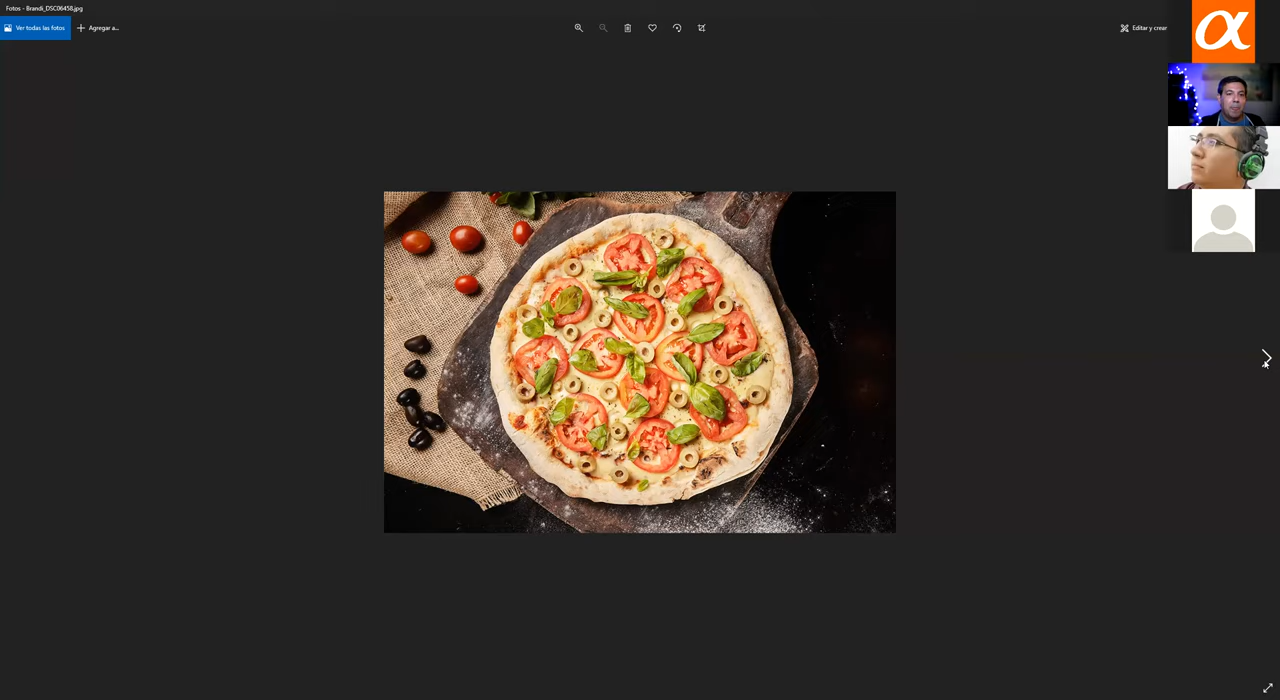 Fotos - Brandi_DSC06458.jpg
Ver todas las fotos
Agregar a...
Editar y crear
α